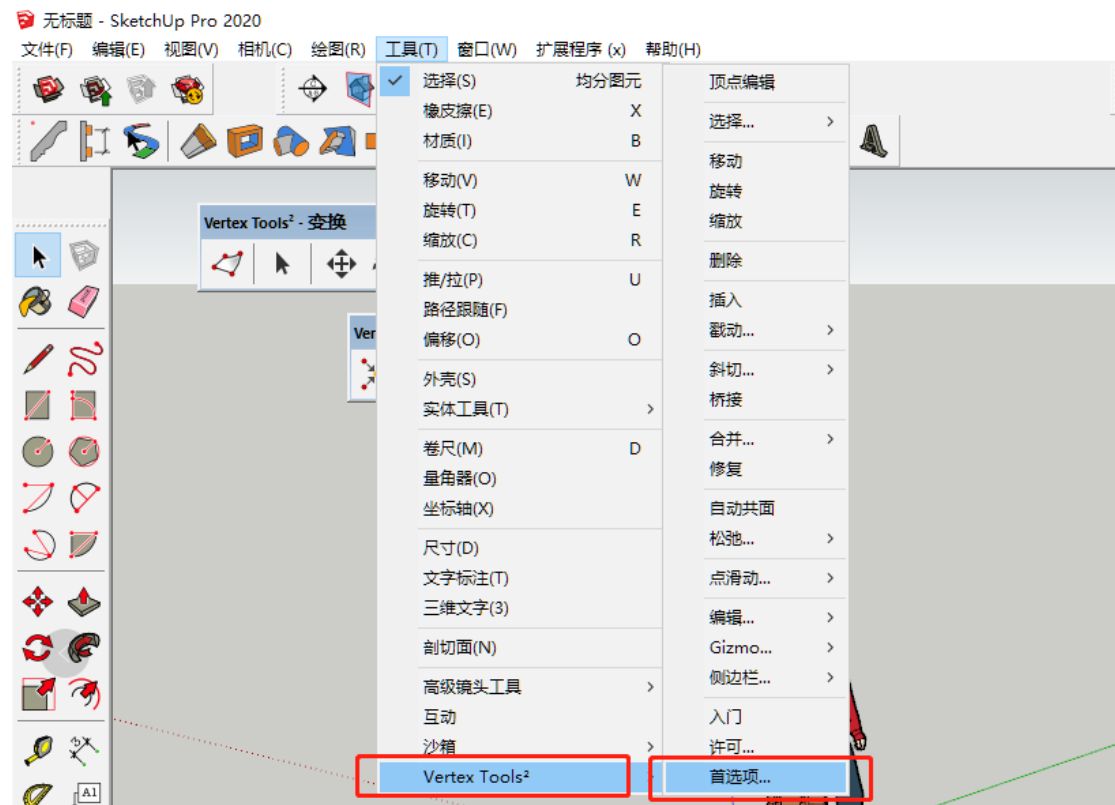 无标题 - SketchUp Pro 2020
文件(F) 编辑(E) 视图(V) 相机(C) 绘图(R) 工具(T) 窗口(W) 扩展程序 (x) 帮助(H)
Vertex Tools² - 变换
Ver
选择(S) 均分图元
橡皮擦(E) X
材质(I) B
移动(V) W
旋转(T) E
缩放(C) R
推/拉(P) U
路径跟随(F)
偏移(O) O
外壳(S)
实体工具(T)
卷尺(M) D
量角器(O)
坐标轴(X)
尺寸(D)
文字标注(T)
三维文字(3)
剖切面(N)
高级镜头工具
互动
沙箱
Vertex Tools²
顶点编辑
选择...
移动
旋转
缩放
删除
插入
戳动...
斜切...
桥接
合并...
修复
自动共面
松弛...
点滑动...
编辑...
Gizmo...
侧边栏...
入门
许可...
首选项...
A1